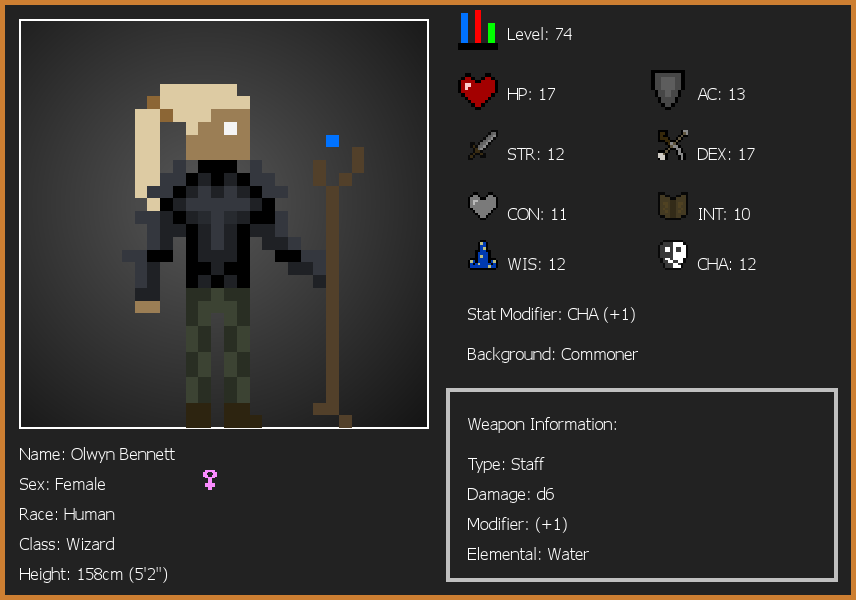 Level: 74
HP: 17
AC: 13
STR: 12
DEX: 17
CON: 11
INT: 10
WIS: 12
CHA: 12
Stat Modifier: CHA (+1)
Background: Commoner
Weapon Information:
Type: Staff
Damage: d6
Modifier: (+1)
Elemental: Water
Name: Olwyn Bennett
Sex: Female
Race: Human
Class: Wizard
Height: 158cm (5'2")